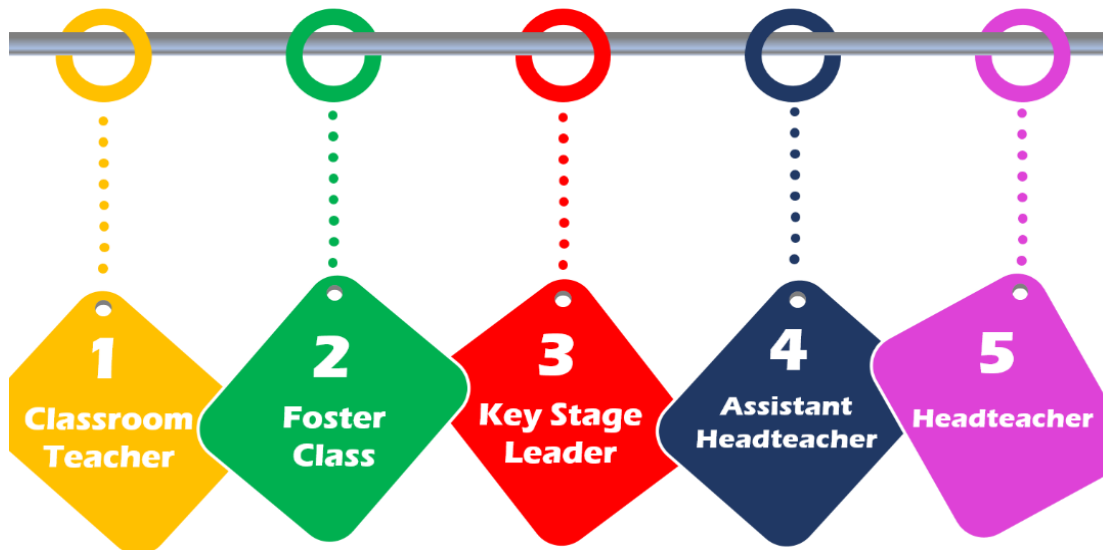 1
Classroom
Teacher
2
Foster
Class
3
Key Stage
Leader
4
Assistant
Headteacher
5
Headteacher